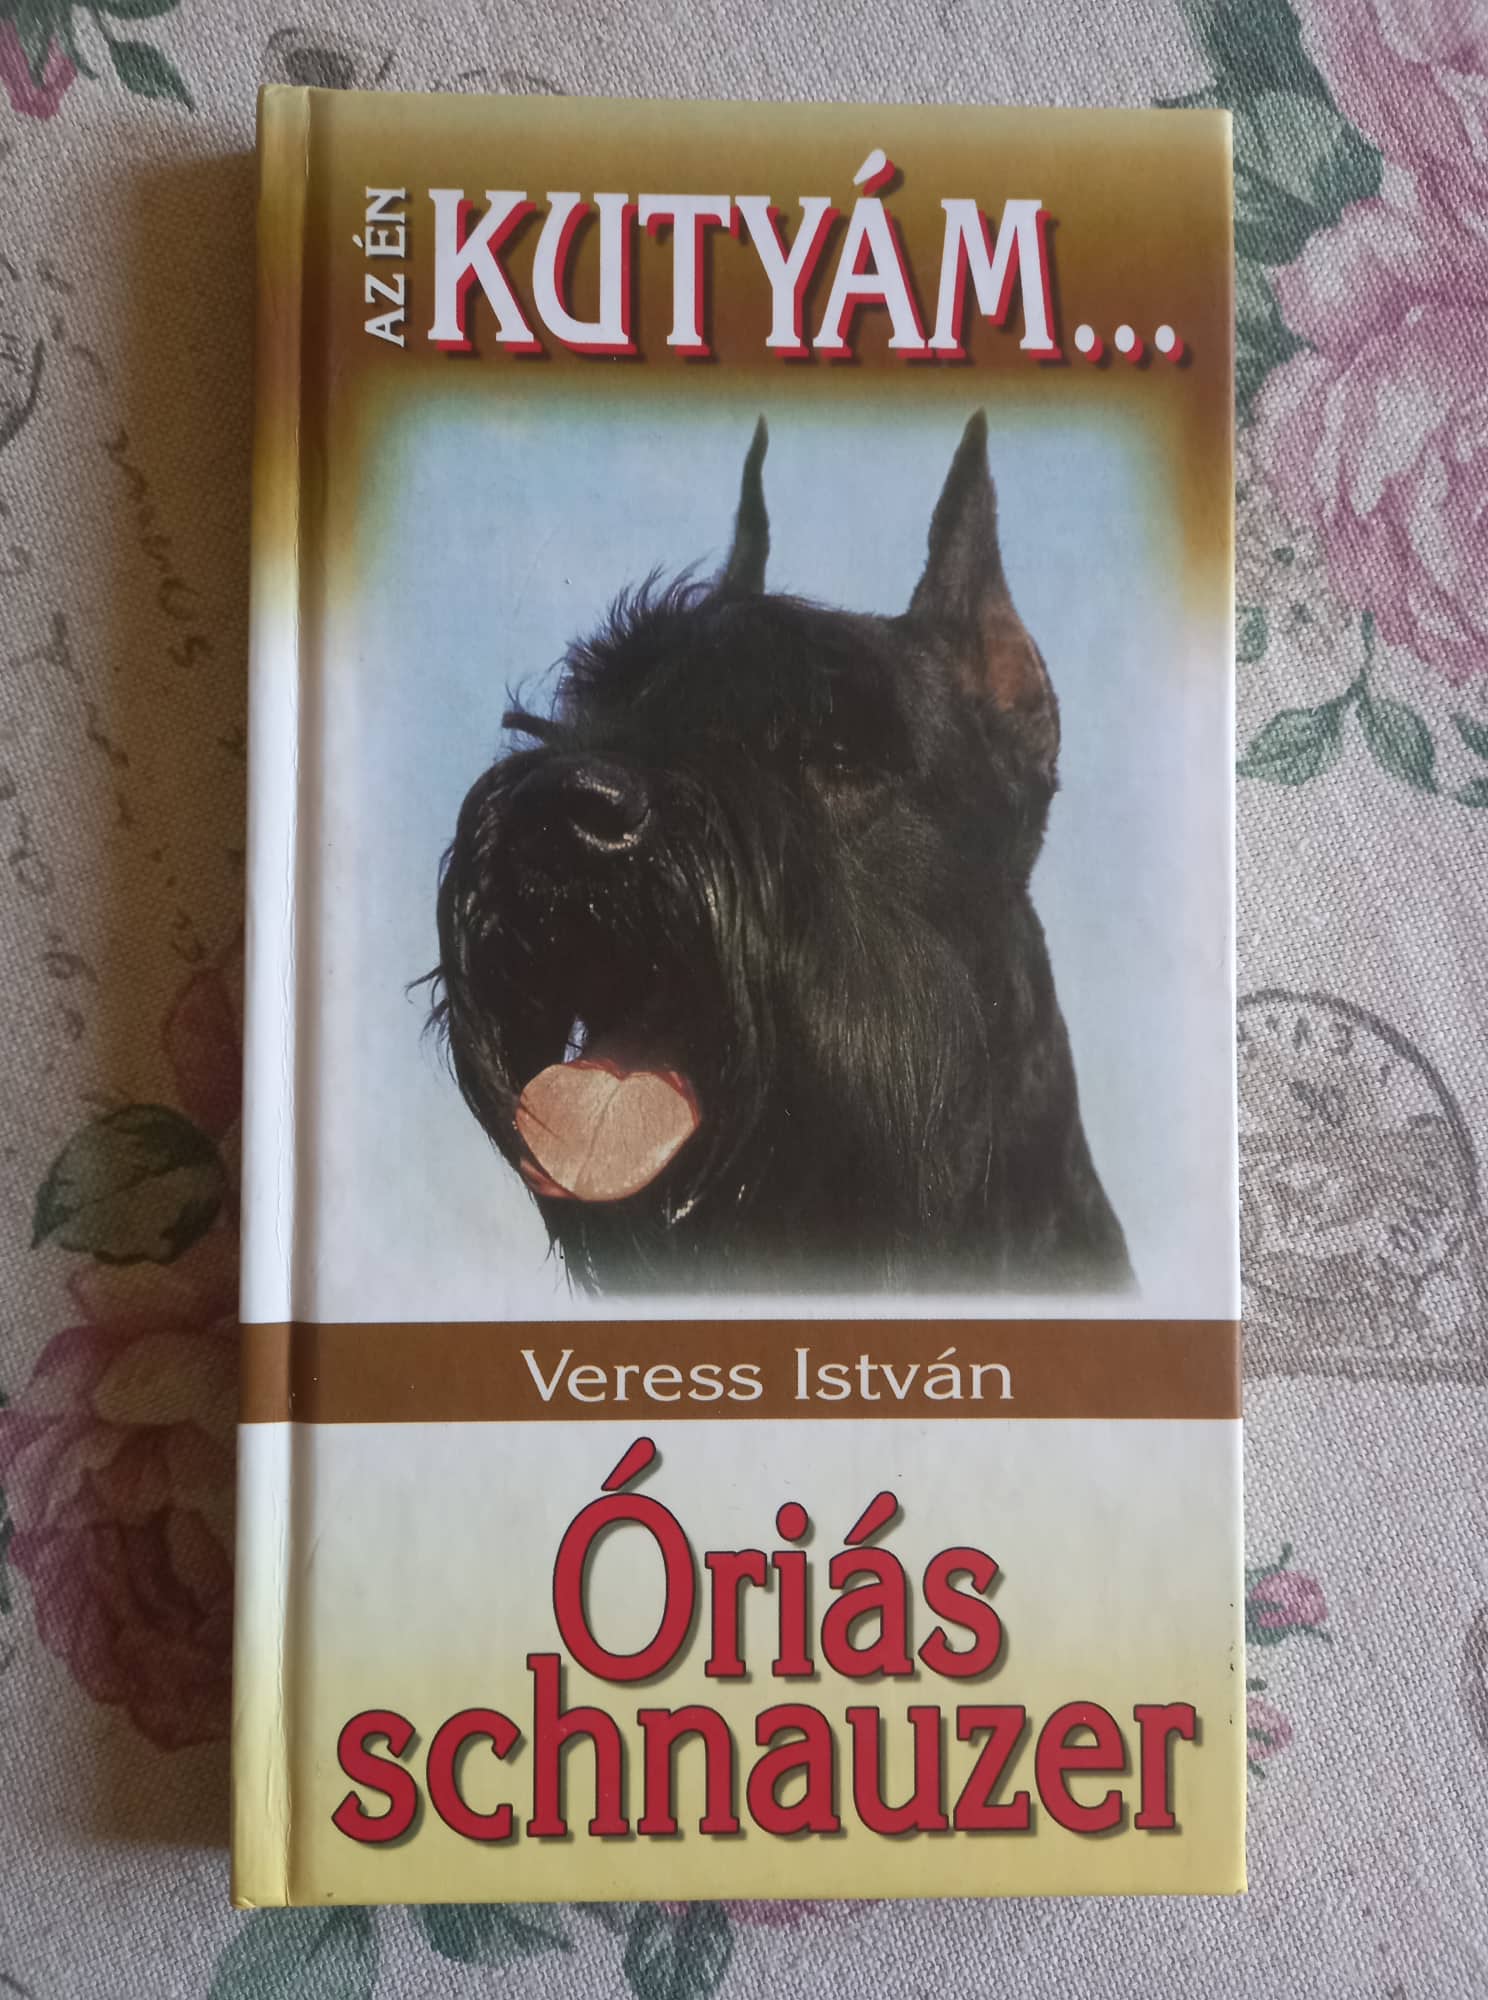 AZ ÉN
KUTYÁM...
Veress István
Óriás
schnauzer